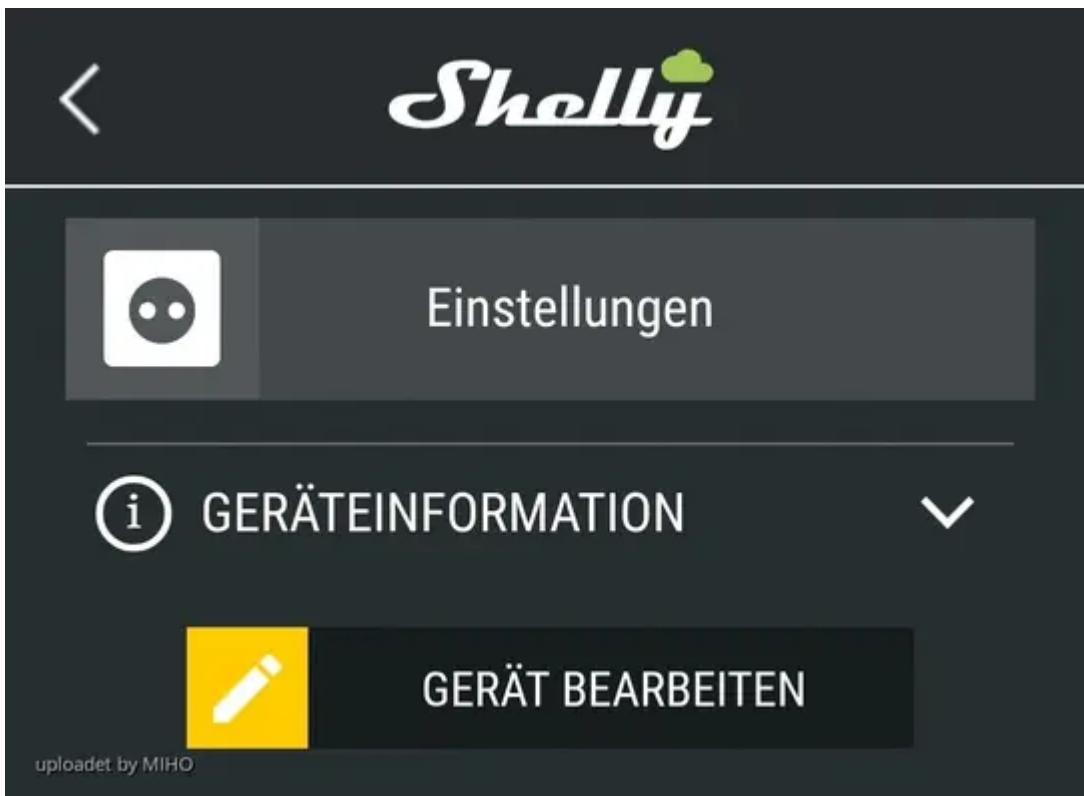 Shelly
Einstellungen
GERÄTEINFORMATION
GERÄT BEARBEITEN
uploadet by MIHO